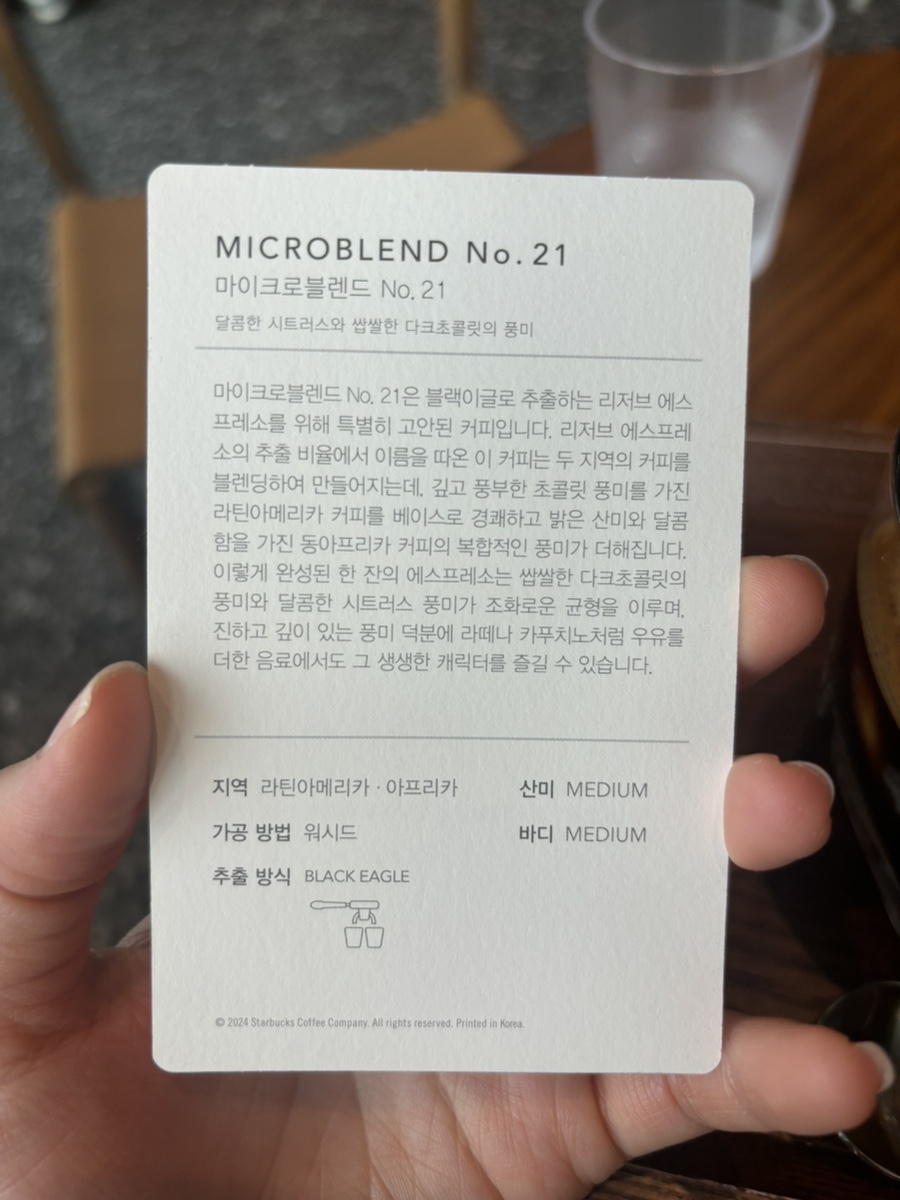 MICROBLEND No. 21
마이크로블렌드 No. 21
달콤한 시트러스와 쌉쌀한 다크초콜릿의 풍미
마이크로블렌드 No. 21은 블랙이글로 추출하는 리저브 에스
프레소를 위해 특별히 고안된 커피입니다. 리저브 에스프레
소의 추출 비율에서 이름을 따온 이 커피는 두 지역의 커피를
블렌딩하여 만들어지는데, 깊고 풍부한 초콜릿 풍미를 가진
라틴아메리카 커피를 베이스로 경쾌하고 밝은 산미와 달콤
함을 가진 동아프리카 커피의 복합적인 풍미가 더해집니다.
이렇게 완성된 한 잔의 에스프레소는 쌉쌀한 다크초콜릿의
풍미와 달콤한 시트러스 풍미가 조화로운 균형을 이루며,
진하고 깊이 있는 풍미 덕분에 라떼나 카푸치노처럼 우유를
더한 음료에서도 그 생생한 캐릭터를 즐길 수 있습니다.
지역 라틴아메리카 · 아프리카 산미 MEDIUM
가공 방법 워시드 바디 MEDIUM
추출 방식 BLACK EAGLE
© 2024 Starbucks Coffee Company. All rights reserved. Printed in Korea.